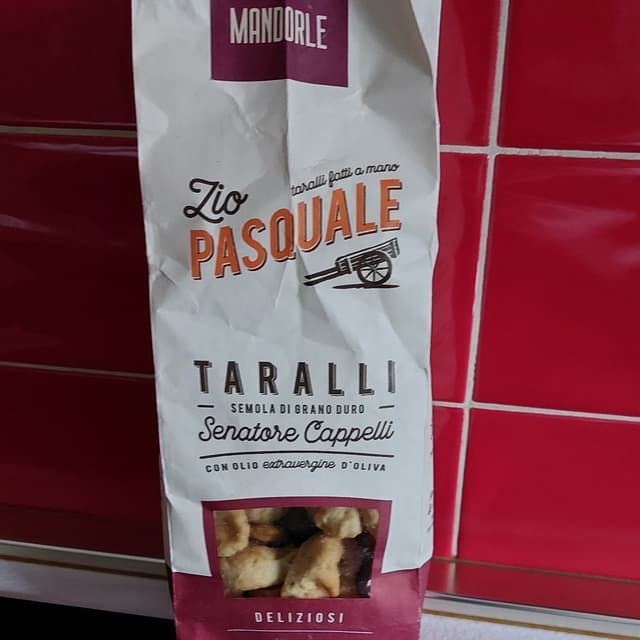 MANDORLE
Zio
taralli fatti a mano
PASQUALE
TARALLI
SEMOLA DI GRANO DURO
Senatore Cappelli
CON OLIO extravergine D'OLIVA
DELIZIOSI